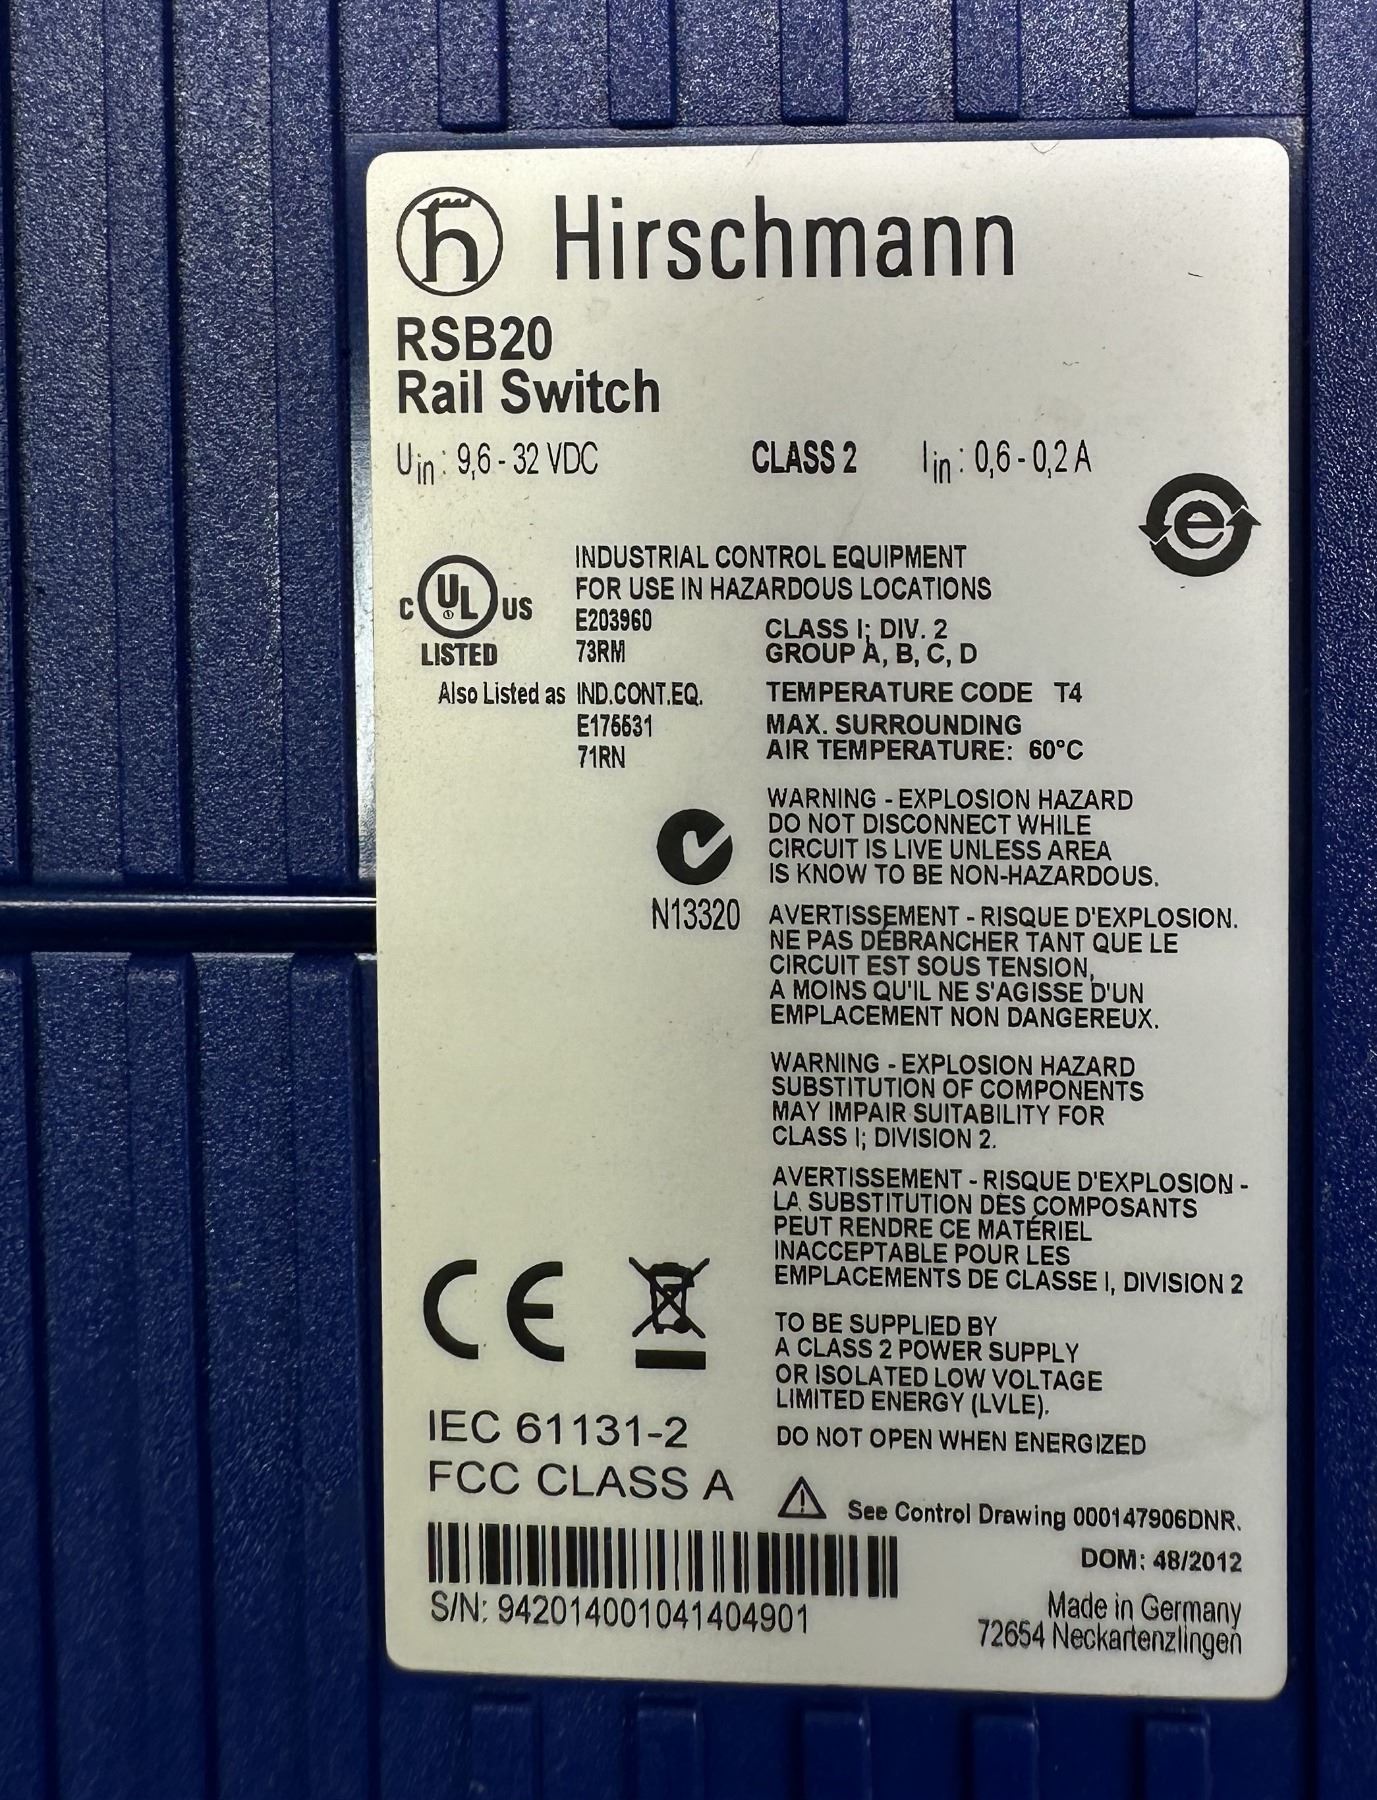 Hirschmann
RSB20
Rail Switch
Uin: 9,6 - 32 VDC CLASS 2 Iin: 0,6 - 0,2 A
INDUSTRIAL CONTROL EQUIPMENT
FOR USE IN HAZARDOUS LOCATIONS
C UL US
LISTED
E203960
73RM
CLASS I; DIV. 2
GROUP A, B, C, D
Also Listed as IND.CONT.EQ.
E175531
71RN
TEMPERATURE CODE T4
MAX. SURROUNDING
AIR TEMPERATURE: 60°C
WARNING - EXPLOSION HAZARD
DO NOT DISCONNECT WHILE
CIRCUIT IS LIVE UNLESS AREA
IS KNOW TO BE NON-HAZARDOUS.
N13320
AVERTISSEMENT - RISQUE D'EXPLOSION.
NE PAS DÉBRANCHER TANT QUE LE
CIRCUIT EST SOUS TENSION,
A MOINS QU'IL NE S'AGISSE D'UN
EMPLACEMENT NON DANGEREUX.
WARNING - EXPLOSION HAZARD
SUBSTITUTION OF COMPONENTS
MAY IMPAIR SUITABILITY FOR
CLASS I; DIVISION 2.
AVERTISSEMENT - RISQUE D'EXPLOSION -
LA SUBSTITUTION DES COMPOSANTS
PEUT RENDRE CE MATÉRIEL
INACCEPTABLE POUR LES
EMPLACEMENTS DE CLASSE I, DIVISION 2
CE
TO BE SUPPLIED BY
A CLASS 2 POWER SUPPLY
OR ISOLATED LOW VOLTAGE
LIMITED ENERGY (LVLE).
DO NOT OPEN WHEN ENERGIZED
IEC 61131-2
FCC CLASS A
See Control Drawing 000147906DNR.
DOM: 48/2012
S/N: 942014001041404901
Made in Germany
72654 Neckartenzlingen